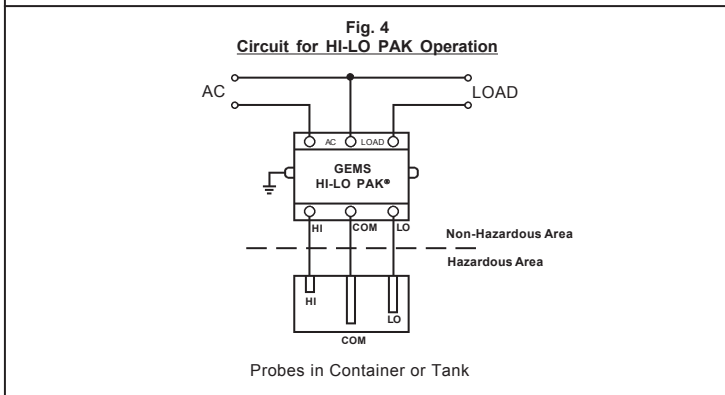 Fig. 4
Circuit for HI-LO PAK Operation
AC
LOAD
AC LOAD
GEMS
HI-LO PAK®
HI COM LO
Non-Hazardous Area
Hazardous Area
HI
LO
COM
Probes in Container or Tank